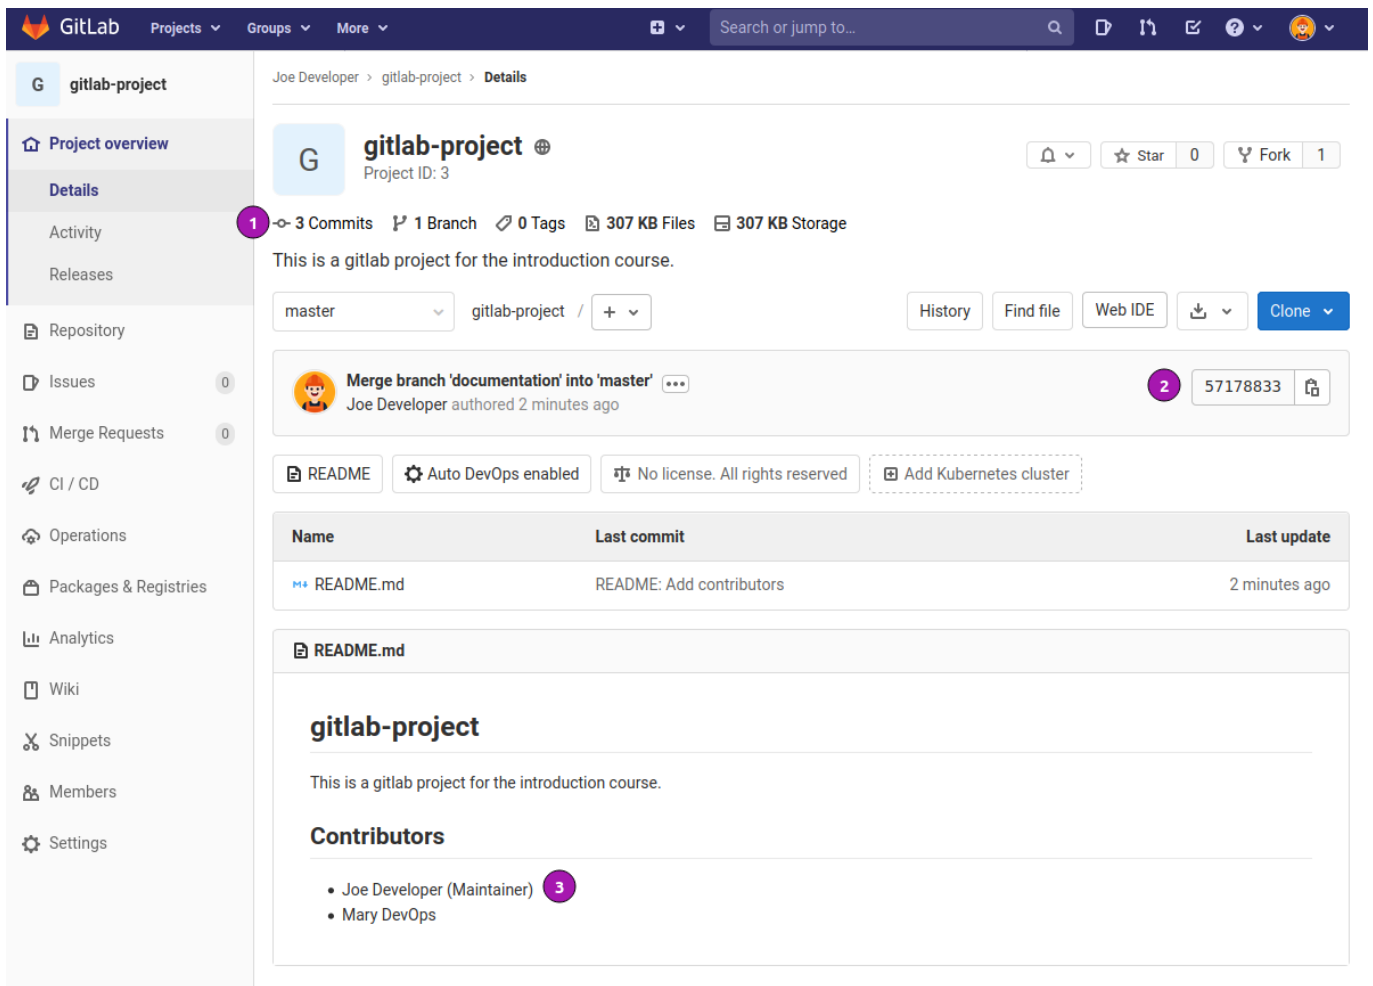 GitLab Projects Groups More Search or jump to...
G gitlab-project
Project overview
Details
Activity
Releases
Repository
Issues 0
Merge Requests 0
CI / CD
Operations
Packages & Registries
Analytics
Wiki
Snippets
Members
Settings
Joe Developer > gitlab-project > Details
G gitlab-project
Project ID: 3
Star 0 Fork 1
1 3 Commits 1 Branch 0 Tags 307 KB Files 307 KB Storage
This is a gitlab project for the introduction course.
master gitlab-project / + History Find file Web IDE Clone
Merge branch 'documentation' into 'master' •••
Joe Developer authored 2 minutes ago
2 57178833
README Auto DevOps enabled No license. All rights reserved Add Kubernetes cluster
Name Last commit Last update
M↓ README.md README: Add contributors 2 minutes ago
README.md
gitlab-project
This is a gitlab project for the introduction course.
Contributors
• Joe Developer (Maintainer) 3
• Mary DevOps